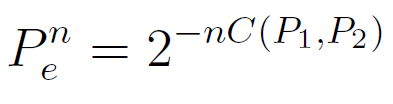 P_e^n = 2^{-nC(P_1,P_2)}